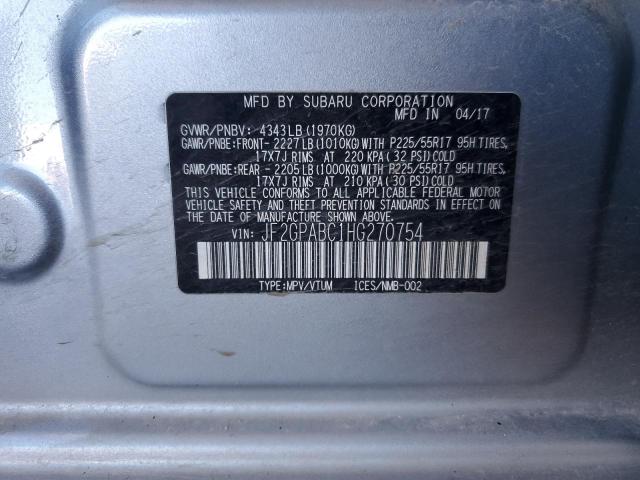 MFD BY SUBARU CORPORATION
MFD IN 04/17
GVWR/PNBV: 4343LB(1970KG)
GAWR/PNBE:FRONT- 2227LB(1010KG)WITH P225/55R17 95H TIRES,
17X7J RIMS AT 220 KPA(32 PSI)COLD
GAWR/PNBE:REAR - 2205LB(1000KG)WITH P225/55R17 95H TIRES,
17X7J RIMS AT 210 KPA(30 PSI)COLD
THIS VEHICLE CONFORMS TO ALL APPLICABLE FEDERAL MOTOR
VEHICLE SAFETY AND THEFT PREVENTION STANDARDS IN EFFECT
ON THE DATE OF MANUFACTURE SHOWN ABOVE.
VIN: JF2GPABC1HG270754
TYPE:MPV/VTUM ICES/NMB-002